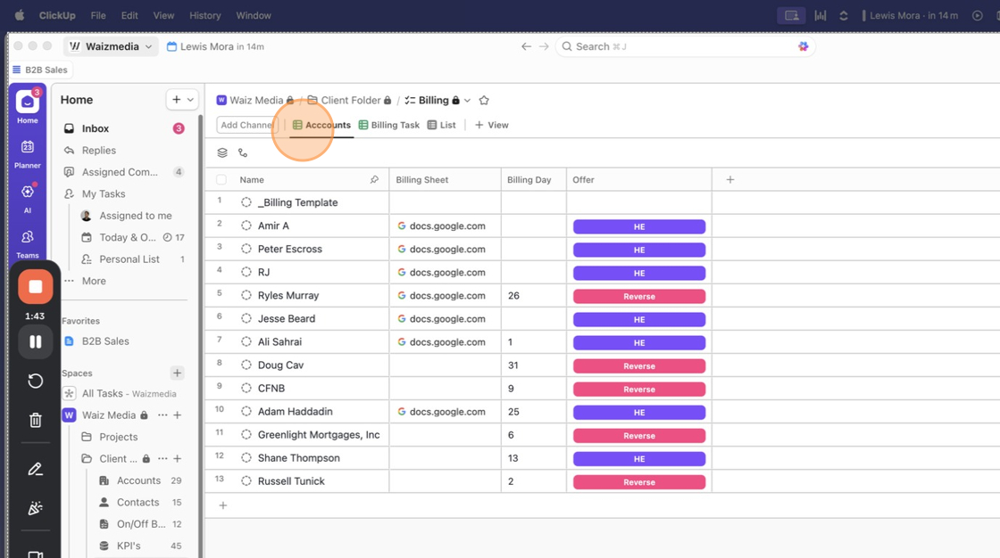 ClickUp File Edit View History Window Lewis Mora · in 14 m
W Waizmedia Lewis Mora in 14m Search ⌘ J
B2B Sales
3
Home
23
Planner
AI
Teams
1:43
Home
Inbox 3
Replies
Assigned Com... 4
My Tasks
Assigned to me
Today & O... 17
Personal List 1
More
Favorites
B2B Sales
Spaces
All Tasks - Waizmedia
W Waiz Media
Projects
Client ...
Accounts 29
Contacts 15
On/Off B... 12
KPI's 45
W Waiz Media / Client Folder / Billing
Add Channel Acccounts Billing Task List + View
Name Billing Sheet Billing Day Offer +
1 _Billing Template
2 Amir A docs.google.com HE
3 Peter Escross docs.google.com HE
4 RJ docs.google.com HE
5 Ryles Murray docs.google.com 26 Reverse
6 Jesse Beard docs.google.com HE
7 Ali Sahrai docs.google.com 1 HE
8 Doug Cav 31 Reverse
9 CFNB 9 Reverse
10 Adam Haddadin docs.google.com 25 HE
11 Greenlight Mortgages, Inc 6 Reverse
12 Shane Thompson 13 HE
13 Russell Tunick 2 Reverse
+